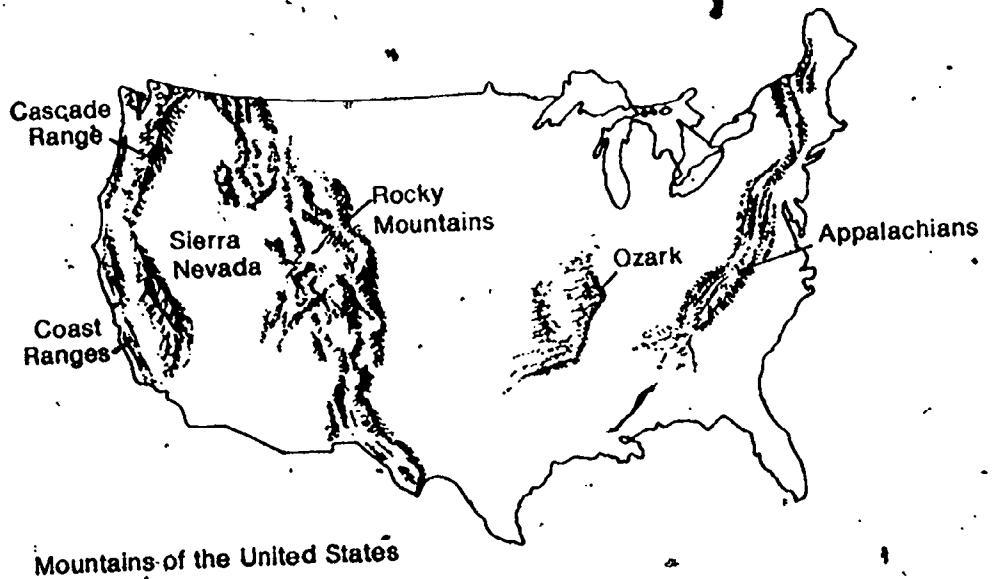 Cascade
Range
Rocky
Mountains
Sierra
Nevada
Ozark
Appalachians
Coast
Ranges
Mountains of the United States